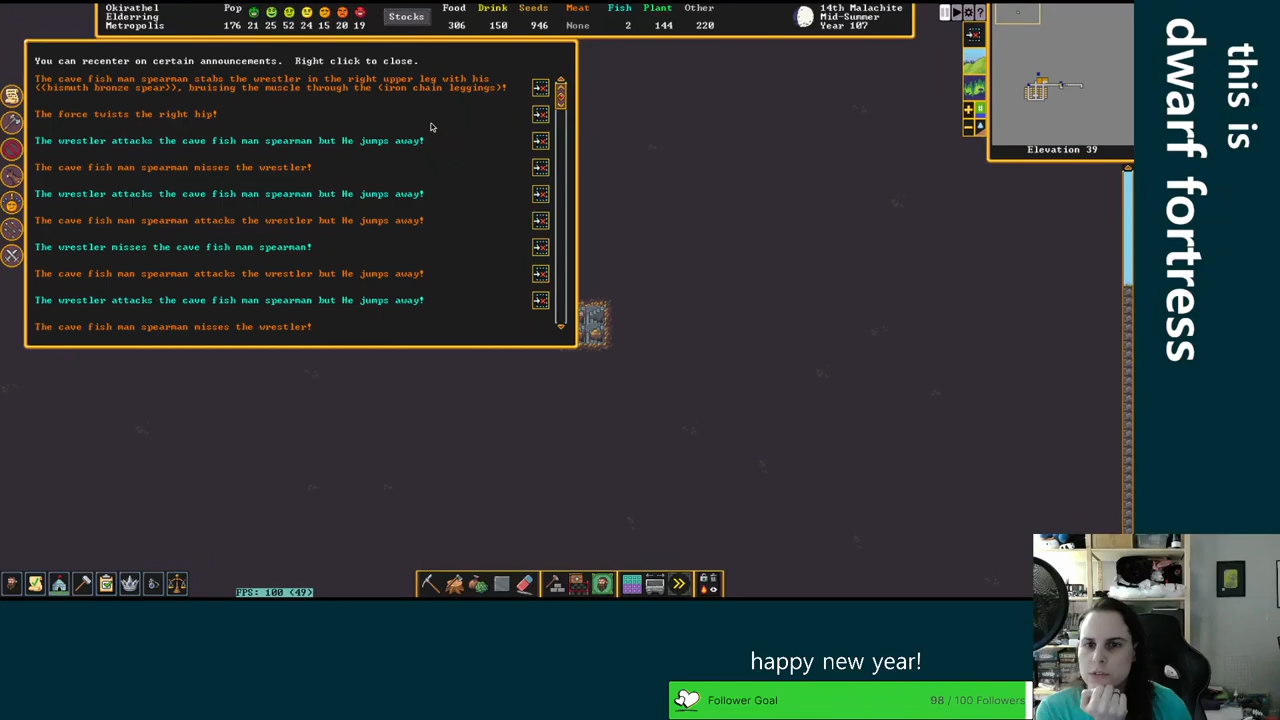 Okirathel
Elderring
Metropolis
Pop
176 21 25 52 24 15 20 19
Stocks
Food Drink Seeds Meat Fish Plant Other
306 150 946 None 2 144 220
14th Malachite
Mid-Summer
Year 107
You can recenter on certain announcements. Right click to close.
The cave fish man spearman stabs the wrestler in the right upper leg with his
((bismuth bronze spear)), bruising the muscle through the (iron chain leggings)!
The force twists the right hip!
The wrestler attacks the cave fish man spearman but He jumps away!
The cave fish man spearman misses the wrestler!
The wrestler attacks the cave fish man spearman but He jumps away!
The cave fish man spearman attacks the wrestler but He jumps away!
The wrestler misses the cave fish man spearman!
The cave fish man spearman attacks the wrestler but He jumps away!
The wrestler attacks the cave fish man spearman but He jumps away!
The cave fish man spearman misses the wrestler!
Elevation 39
this is
dwarf fortress
FPS: 100 (49)
happy new year!
Follower Goal
98 / 100 Followers